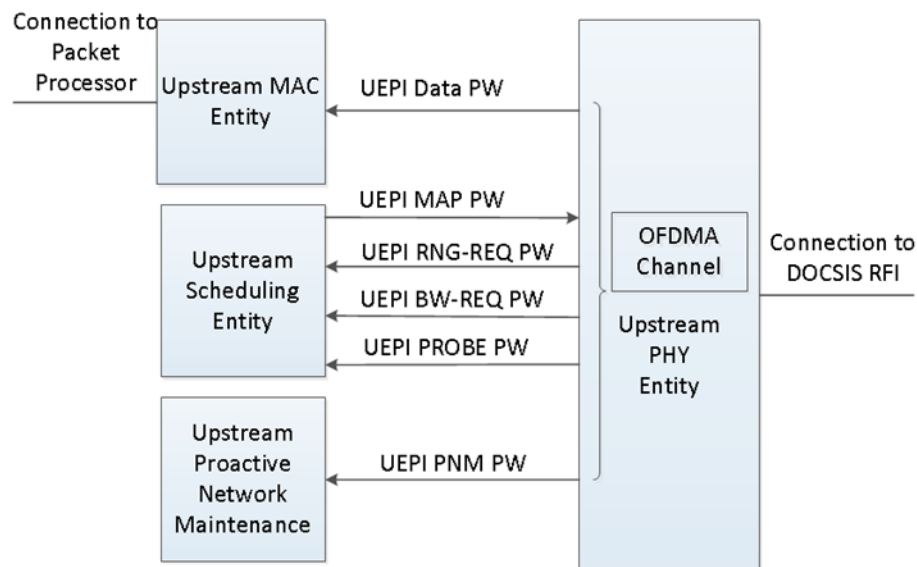 Connection to
Packet
Processor
Upstream MAC
Entity
UEPI Data PW
UEPI MAP PW
UEPI RNG-REQ PW
UEPI BW-REQ PW
UEPI PROBE PW
Upstream
Scheduling
Entity
OFDMA
Channel
Upstream
PHY
Entity
Connection to
DOCSIS RFI
Upstream
Proactive
Network
Maintenance
UEPI PNM PW